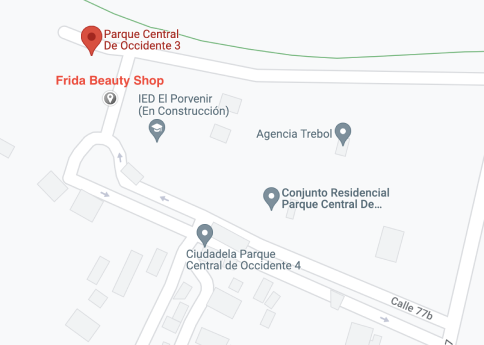 Parque Central
De Occidente 3
Frida Beauty Shop
IED El Porvenir
(En Construcción)
Agencia Trebol
Conjunto Residencial
Parque Central De...
Ciudadela Parque
Central de Occidente 4
Calle 77b
7